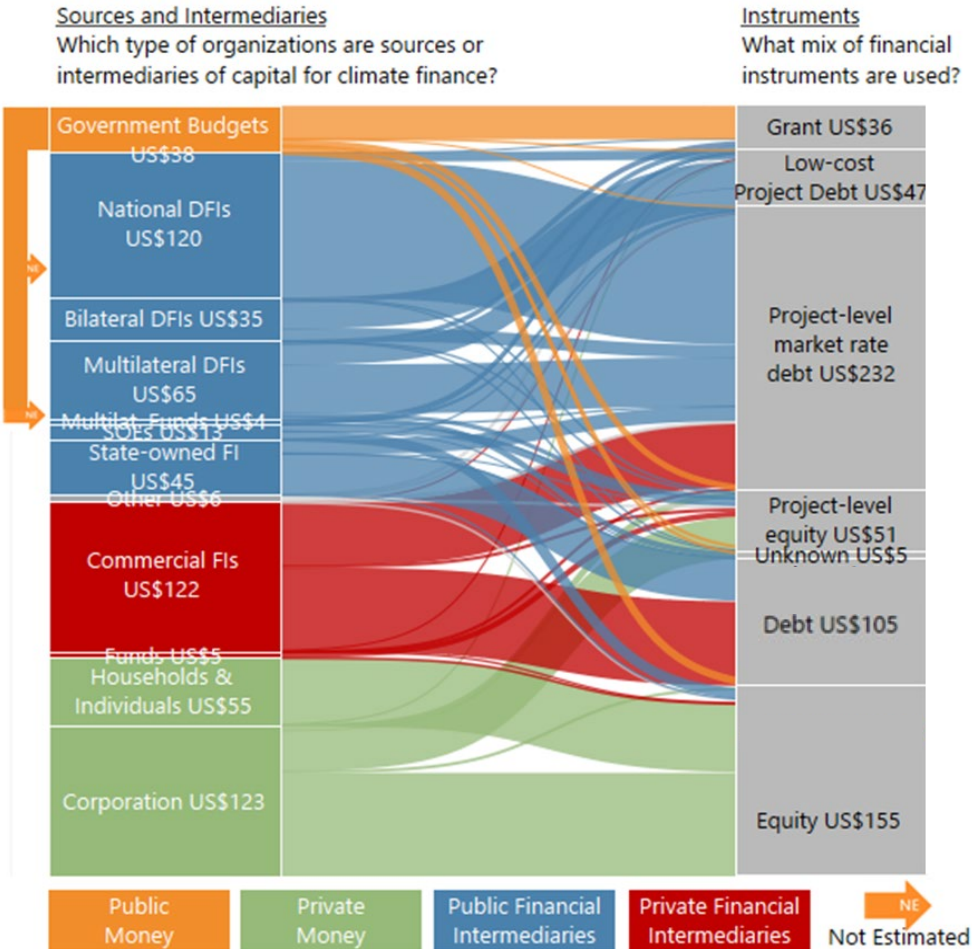 Sources and Intermediaries
Which type of organizations are sources or
intermediaries of capital for climate finance?
Instruments
What mix of financial
instruments are used?
Government Budgets
US$38
National DFIs
US$120
NE
Bilateral DFIs US$35
Multilateral DFIs
US$65
NE
Multilat. Funds US$4
SOEs US$13
State-owned FI
US$45
Other US$6
Commercial FIs
US$122
Funds US$5
Households &
Individuals US$55
Corporation US$123
Grant US$36
Low-cost
Project Debt US$47
Project-level
market rate
debt US$232
Project-level
equity US$51
Unknown US$5
Debt US$105
Equity US$155
Public
Money
Private
Money
Public Financial
Intermediaries
Private Financial
Intermediaries
NE
Not Estimated